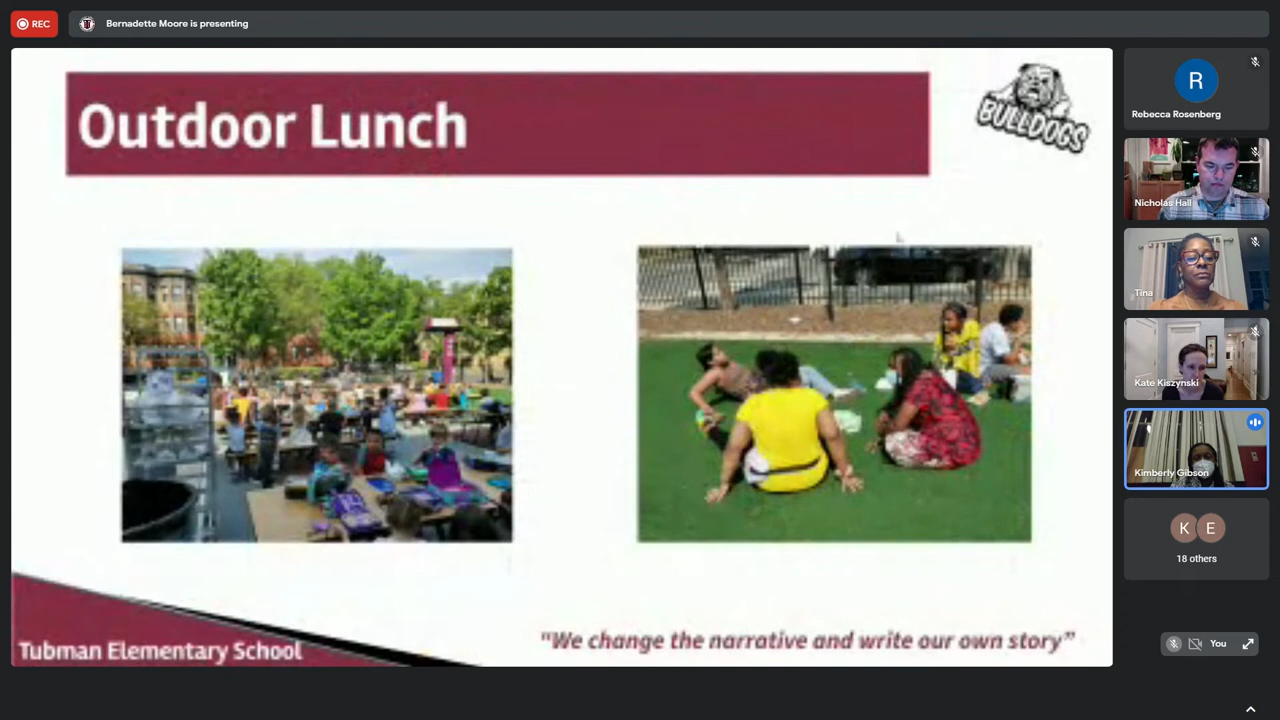 REC
Bernadette Moore is presenting
Outdoor Lunch
BULLDOGS
R
Rebecca Rosenberg
Nicholas Hall
Tina
Kate Kiszynski
Kimberly Gibson
K E
18 others
You
Tubman Elementary School
"We change the narrative and write our own story"